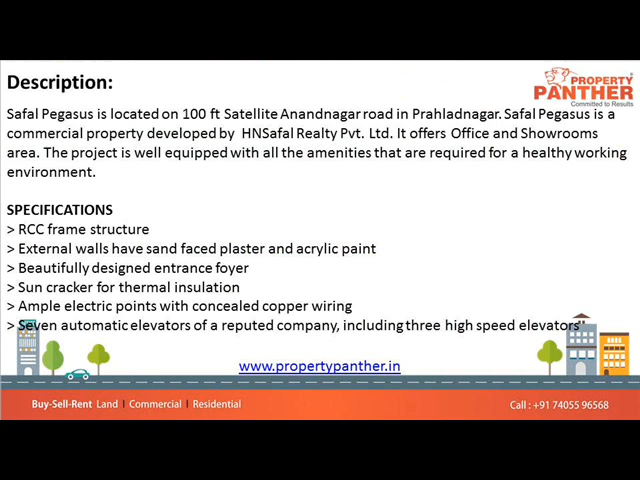 PROPERTY
PANTHER
Committed to Results
Description:
Safal Pegasus is located on 100 ft Satellite Anandnagar road in Prahladnagar. Safal Pegasus is a
commercial property developed by HNSafal Realty Pvt. Ltd. It offers Office and Showrooms
area. The project is well equipped with all the amenities that are required for a healthy working
environment.
SPECIFICATIONS
> RCC frame structure
> External walls have sand faced plaster and acrylic paint
> Beautifully designed entrance foyer
> Sun cracker for thermal insulation
> Ample electric points with concealed copper wiring
> Seven automatic elevators of a reputed company, including three high speed elevators
www.propertypanther.in
Buy-Sell-Rent Land | Commercial | Residential
Call : +91 74055 96568